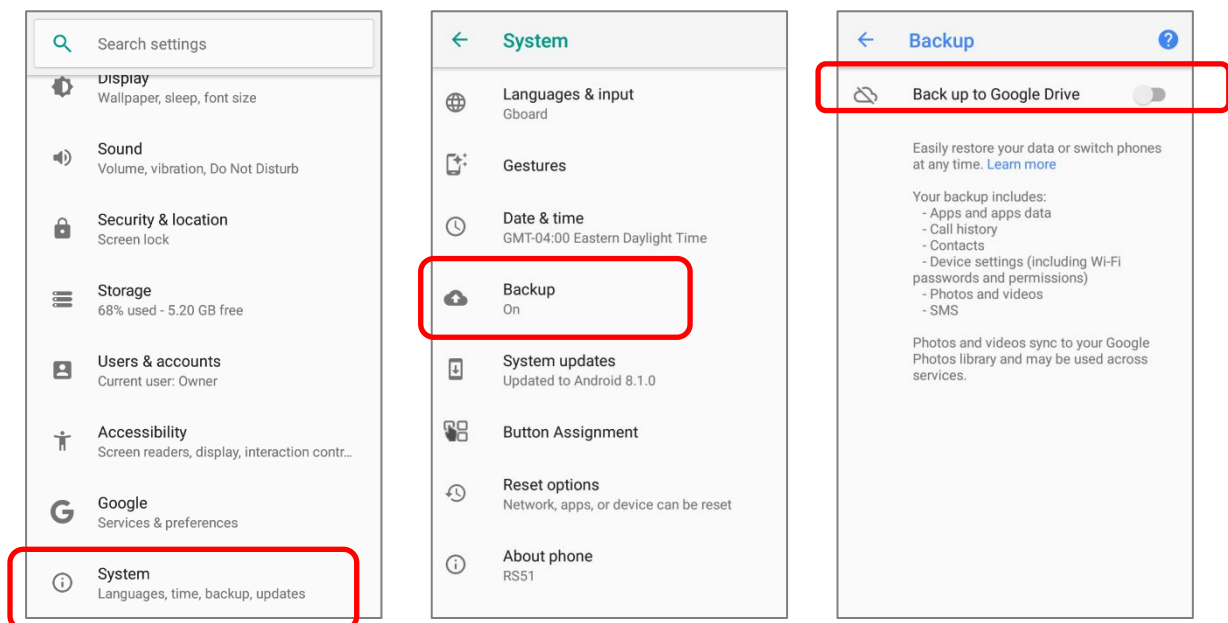 Search settings
Display
Wallpaper, sleep, font size
Sound
Volume, vibration, Do Not Disturb
Security & location
Screen lock
Storage
68% used - 5.20 GB free
Users & accounts
Current user: Owner
Accessibility
Screen readers, display, interaction contr...
Google
Services & preferences
System
Languages, time, backup, updates
System
Languages & input
Gboard
Gestures
Date & time
GMT-04:00 Eastern Daylight Time
Backup
On
System updates
Updated to Android 8.1.0
Button Assignment
Reset options
Network, apps, or device can be reset
About phone
RS51
Backup
Back up to Google Drive
Easily restore your data or switch phones
at any time. Learn more
Your backup includes:
- Apps and apps data
- Call history
- Contacts
- Device settings (including Wi-Fi
passwords and permissions)
- Photos and videos
- SMS
Photos and videos sync to your Google
Photos library and may be used across
services.